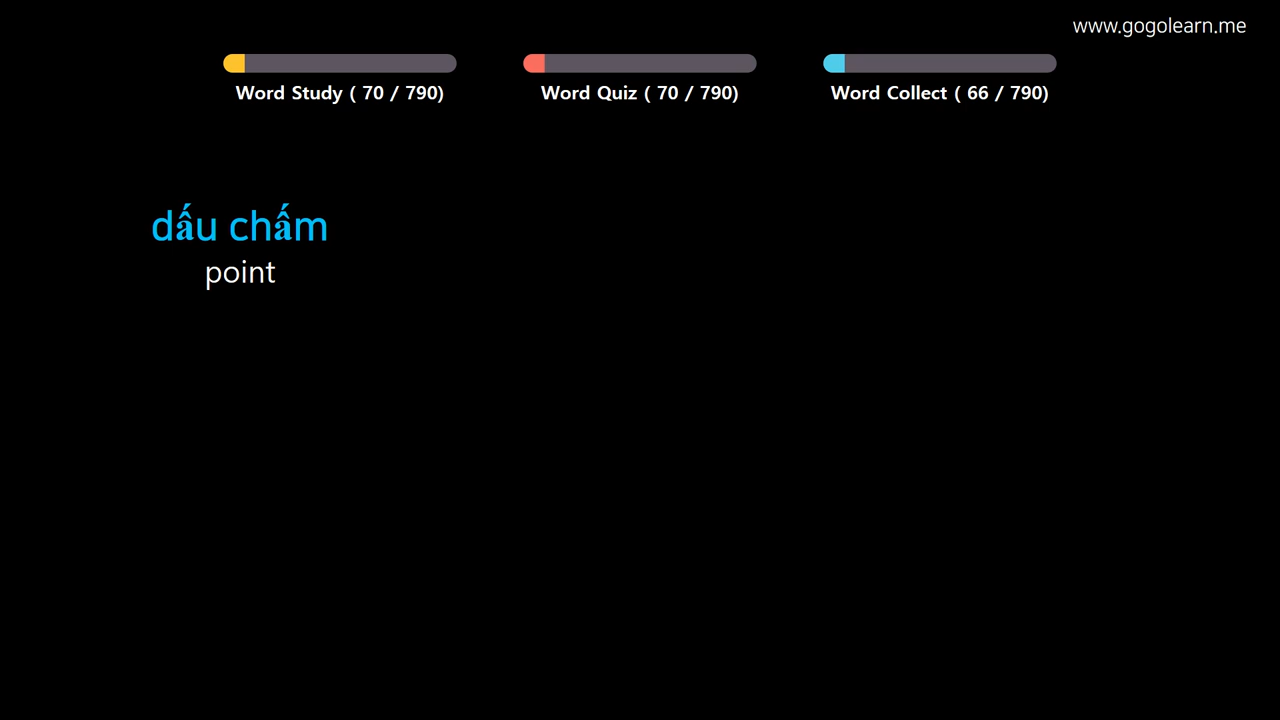 www.gogolearn.me
Word Study ( 70 / 790)
Word Quiz ( 70 / 790)
Word Collect ( 66 / 790)
dấu chấm
point